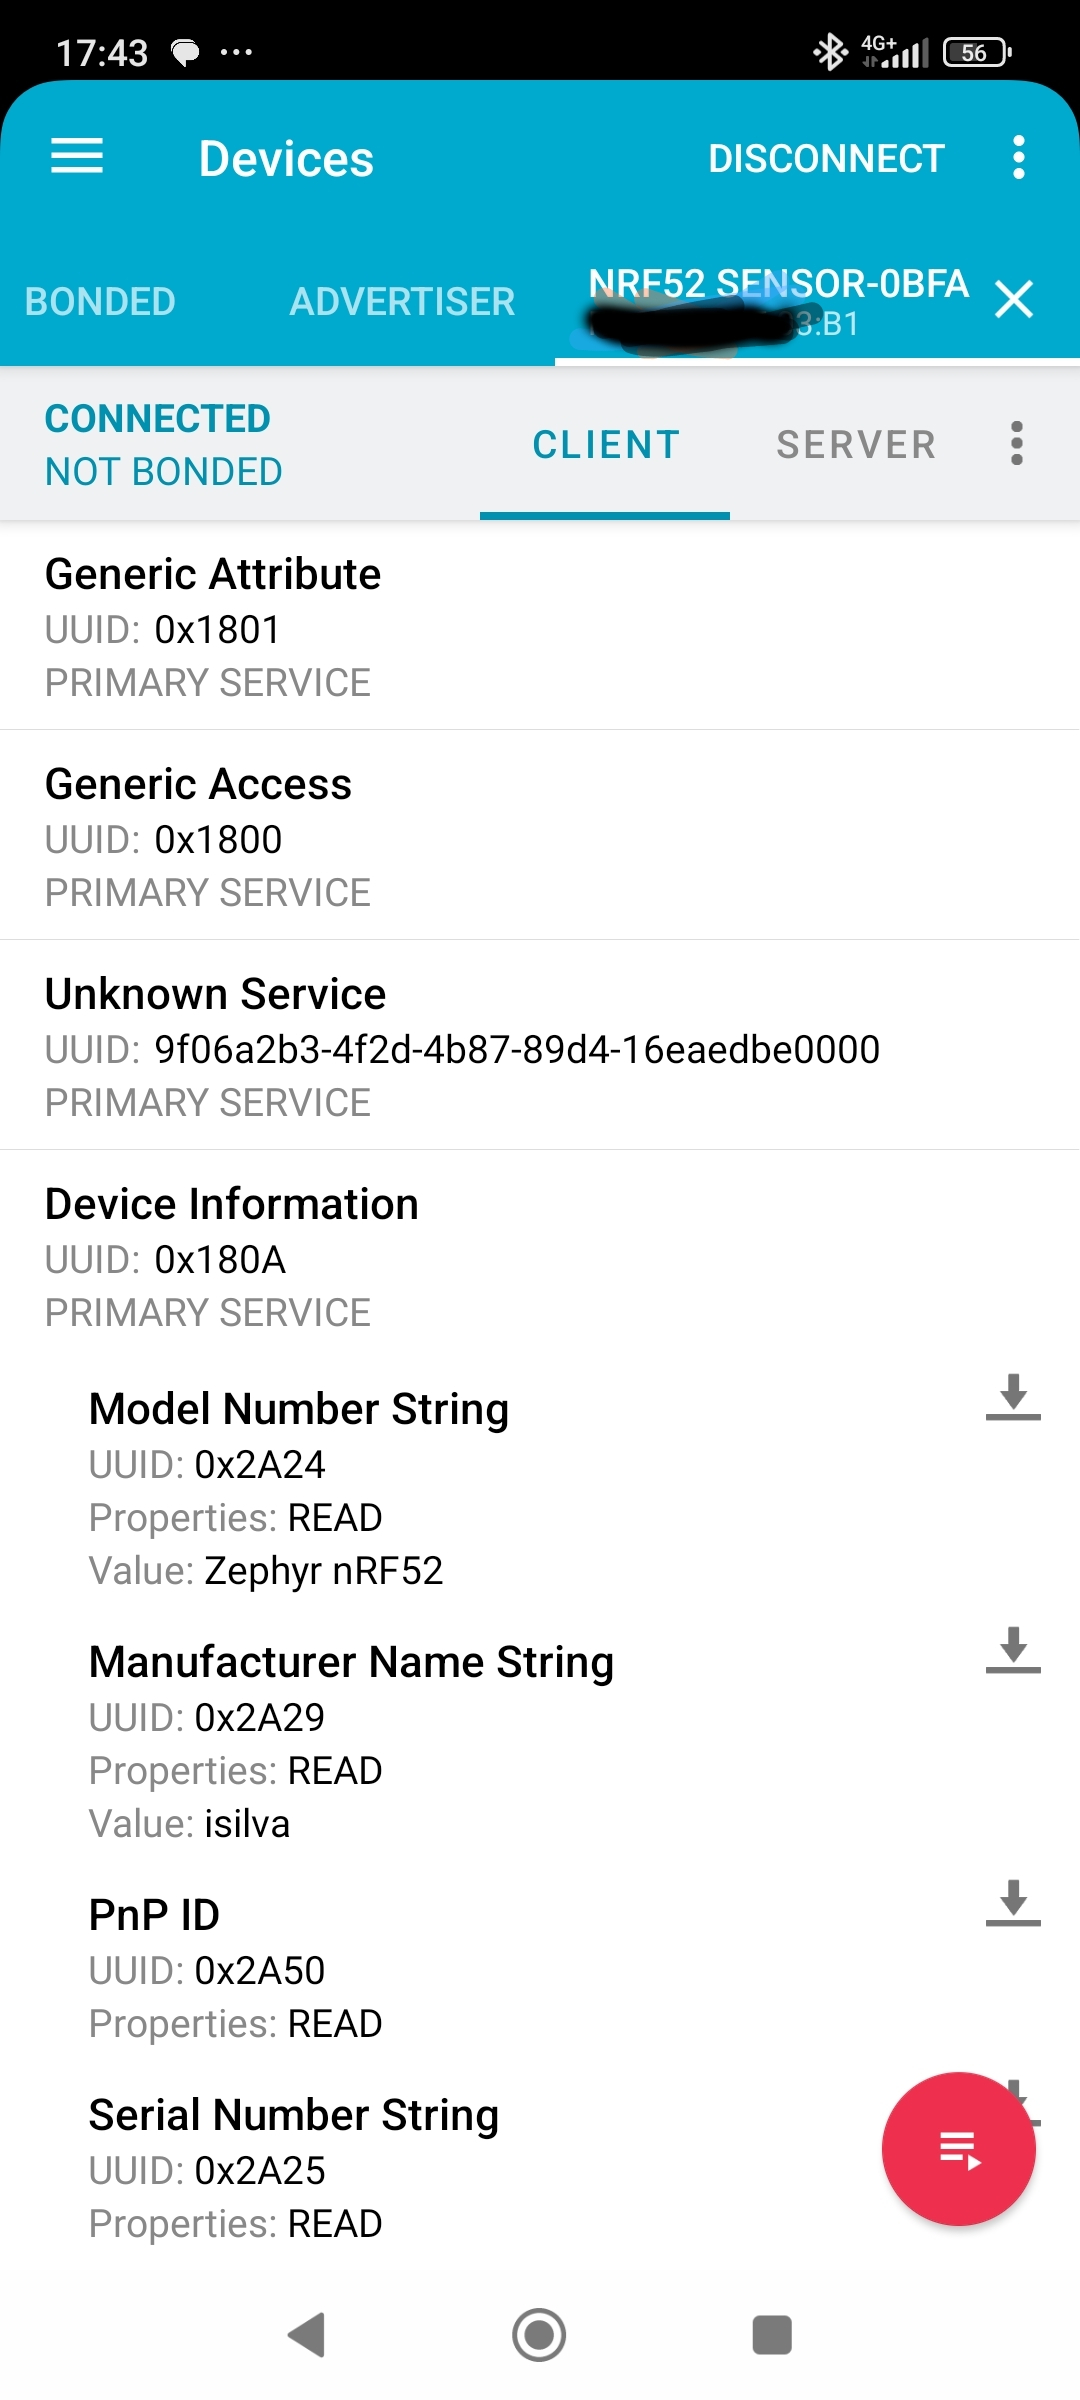 17:43
4G+
56
Devices
DISCONNECT
BONDED
ADVERTISER
NRF52 SENSOR-0BFA
3:B1
CONNECTED
NOT BONDED
CLIENT
SERVER
Generic Attribute
UUID: 0x1801
PRIMARY SERVICE
Generic Access
UUID: 0x1800
PRIMARY SERVICE
Unknown Service
UUID: 9f06a2b3-4f2d-4b87-89d4-16eaedbe0000
PRIMARY SERVICE
Device Information
UUID: 0x180A
PRIMARY SERVICE
Model Number String
UUID: 0x2A24
Properties: READ
Value: Zephyr nRF52
Manufacturer Name String
UUID: 0x2A29
Properties: READ
Value: isilva
PnP ID
UUID: 0x2A50
Properties: READ
Serial Number String
UUID: 0x2A25
Properties: READ